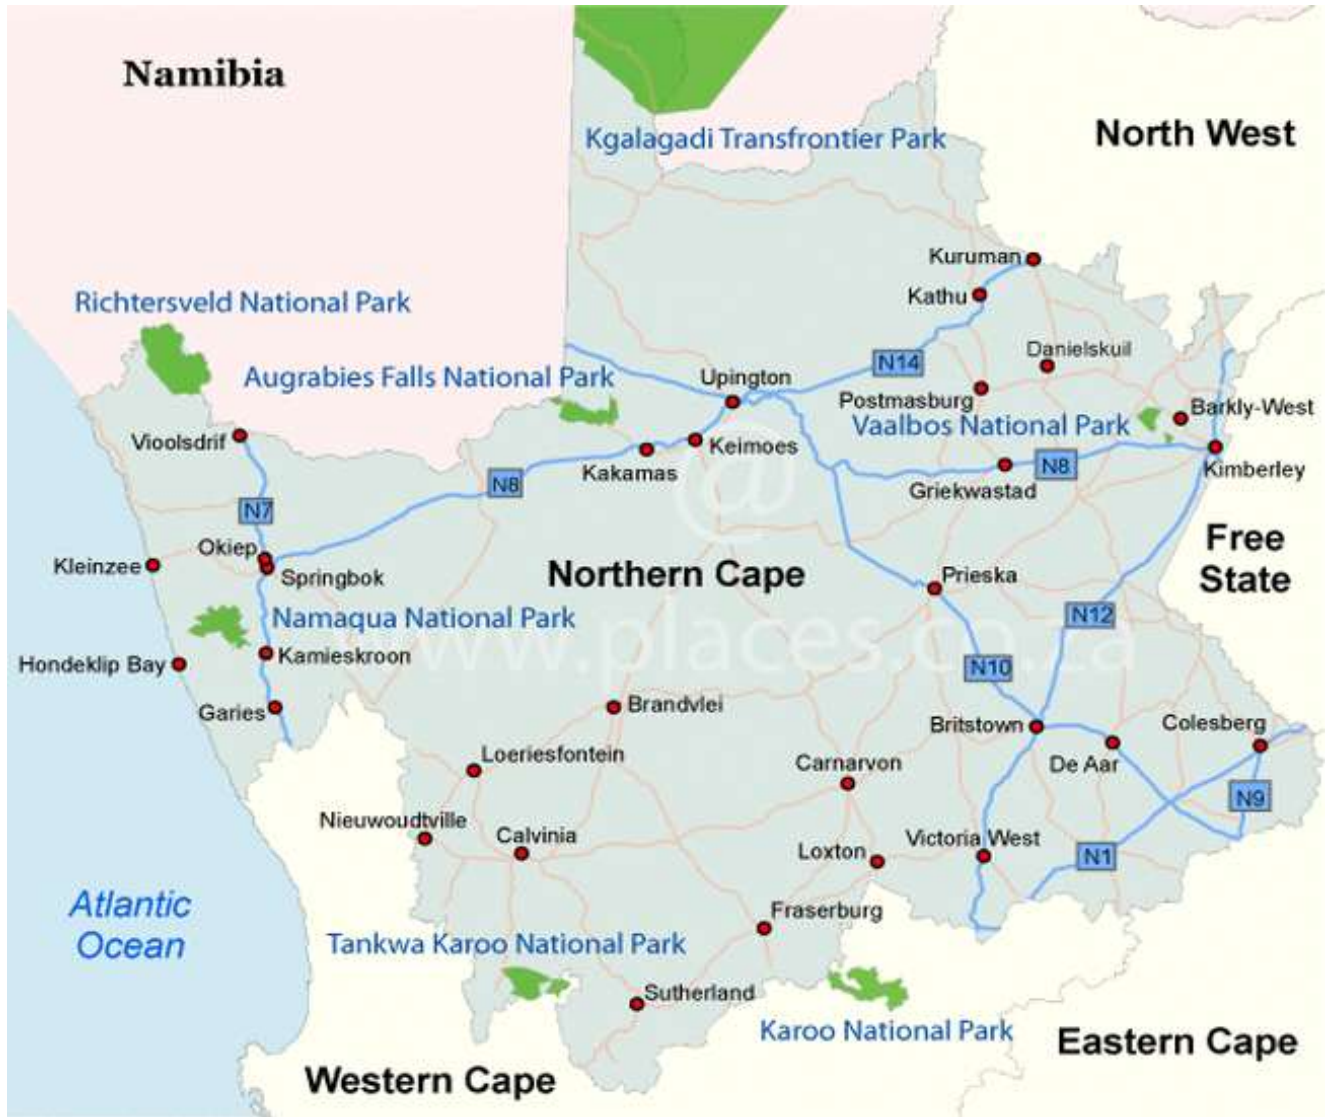 Namibia
North West
Kgalagadi Transfrontier Park
Kuruman
Kathu
Richtersveld National Park
N14
Danielskuil
Augrabies Falls National Park
Upington
Postmasburg
Barkly-West
Vaalbos National Park
Vioolsdrif
Keimoes
Kakamas
N8
Griekwastad
N8
Kimberley
@
N7
Okiep
Kleinzee
Springbok
Northern Cape
Prieska
Free
State
Namaqua National Park
N12
www.places.co.za
Kamieskroon
Hondeklip Bay
N10
Garies
Brandvlei
Britstown
Colesberg
Loeriesfontein
Carnarvon
De Aar
N9
Nieuwoudtville
Calvinia
Victoria West
Loxton
N1
Atlantic
Ocean
Fraserburg
Tankwa Karoo National Park
Sutherland
Karoo National Park
Eastern Cape
Western Cape